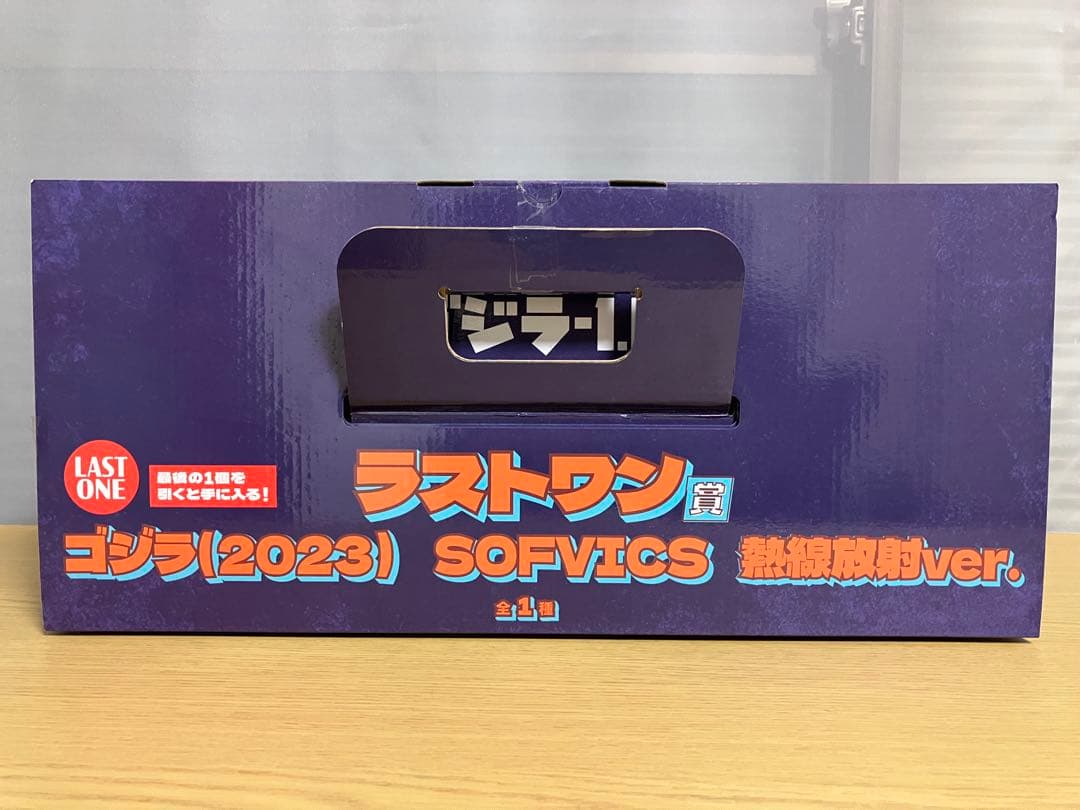 ジラ-1.
LAST
ONE
最後の1個を
引くと手に入る!
ラストワン賞
ゴジラ(2023) SOFVICS 熱線放射ver.
全1種